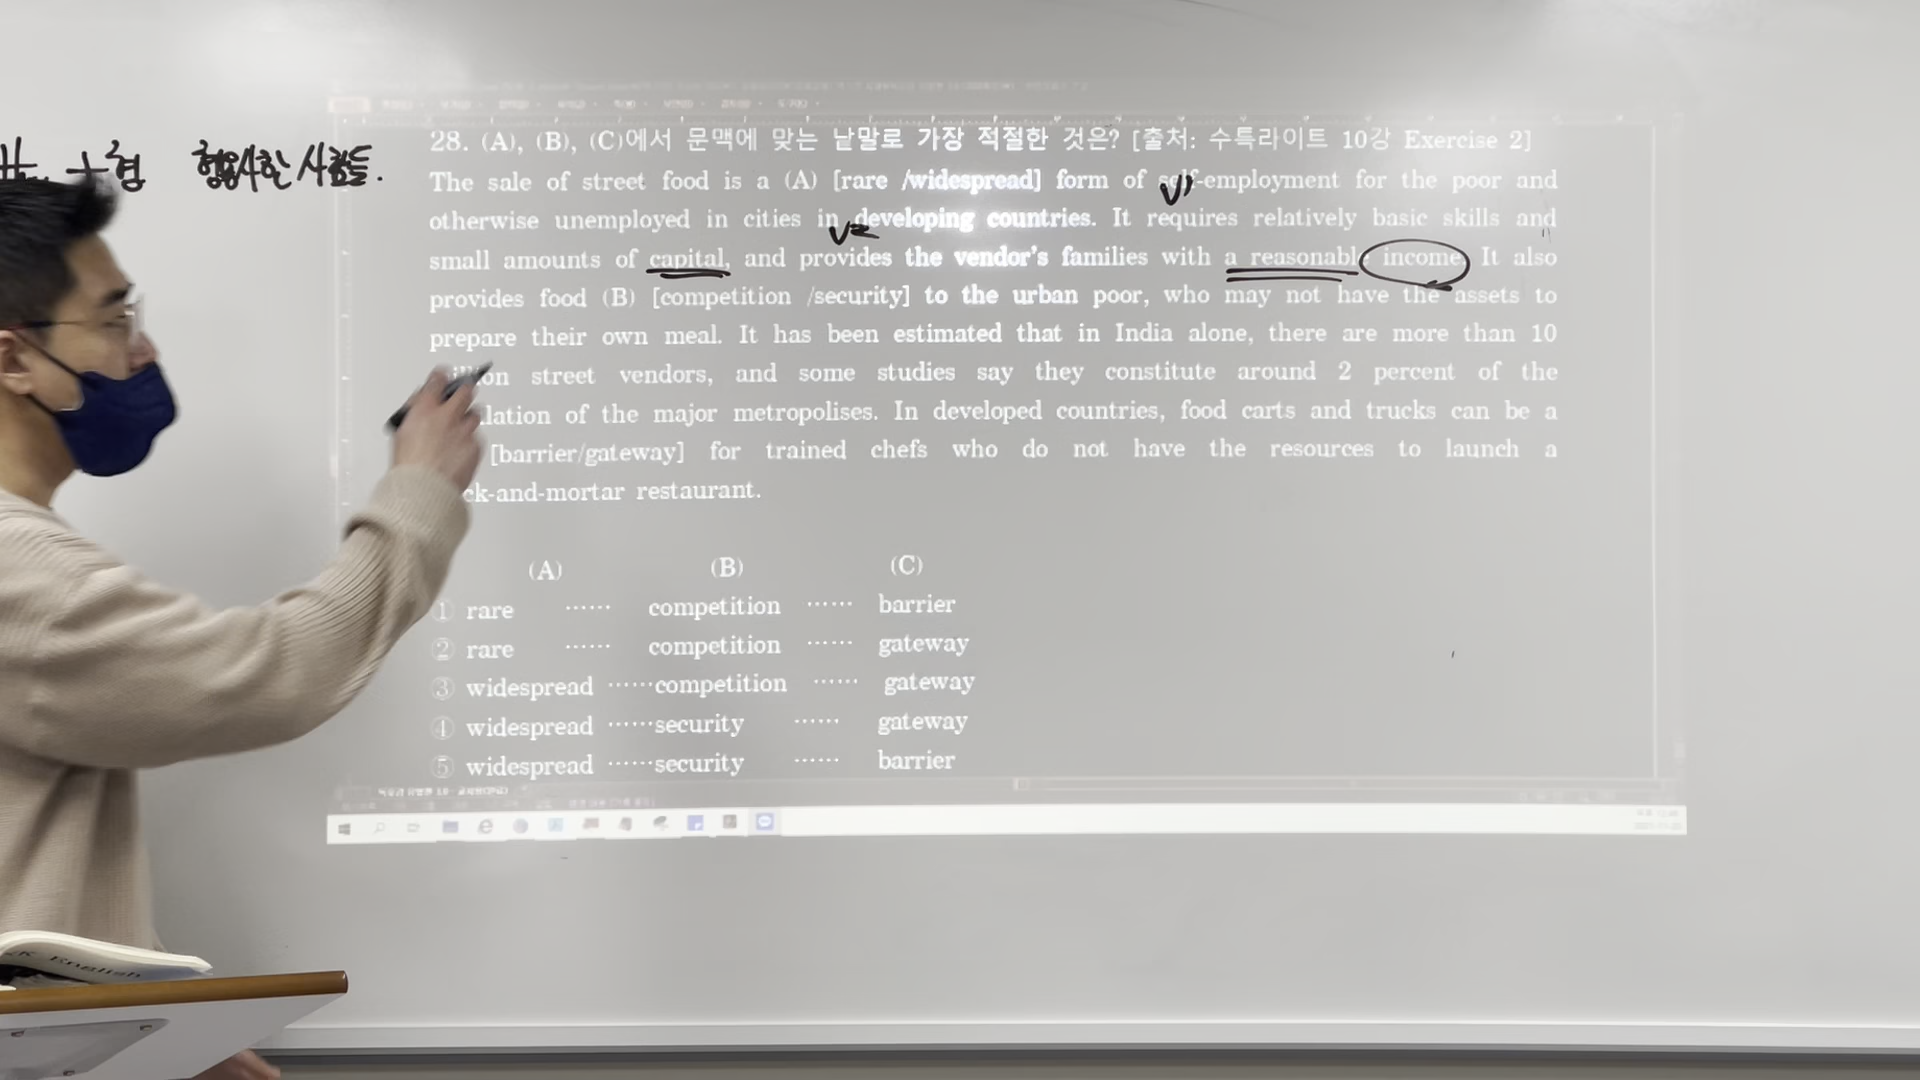 28. (A), (B), (C)에서 문맥에 맞는 낱말로 가장 적절한 것은? [출처: 수특라이트 10강 Exercise 2]
형용사한 사람들.
The sale of street food is a (A) [rare /widespread] form of self-employment for the poor and
otherwise unemployed in cities in developing countries. It requires relatively basic skills and
small amounts of capital, and provides the vendor's families with a reasonable income. It also
provides food (B) [competition /security] to the urban poor, who may not have the assets to
prepare their own meal. It has been estimated that in India alone, there are more than 10
street vendors, and some studies say they constitute around 2 percent of the
lation of the major metropolises. In developed countries, food carts and trucks can be a
[barrier/gateway] for trained chefs who do not have the resources to launch a
ck-and-mortar restaurant.
(A) (B) (C)
① rare ⋯⋯ competition ⋯⋯ barrier
② rare ⋯⋯ competition ⋯⋯ gateway
③ widespread ⋯⋯competition ⋯⋯ gateway
④ widespread ⋯⋯security ⋯⋯ gateway
⑤ widespread ⋯⋯security ⋯⋯ barrier
English